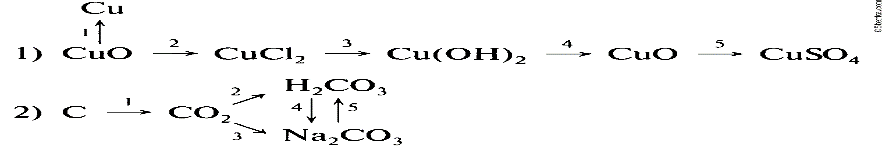 Cu
1
1) CuO 2 CuCl₂ 3 Cu(OH)₂ 4 CuO 5 CuSO₄
2 H₂CO₃
2) C 1 CO₂ 4 5
3 Na₂CO₃